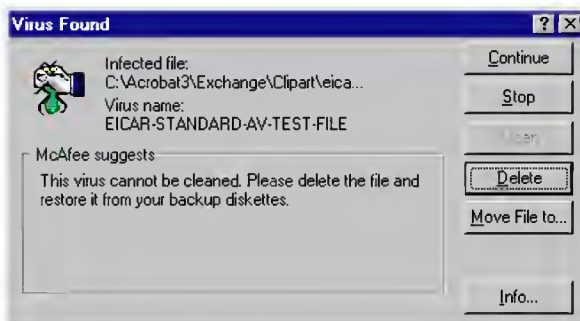 Virus Found
Infected file:
C:\Acrobat3\Exchange\Clipart\eica...
Virus name:
EICAR-STANDARD-AV-TEST-FILE
McAfee suggests
This virus cannot be cleaned. Please delete the file and
restore it from your backup diskettes.
Continue
Stop
Delete
Move File to...
Info...